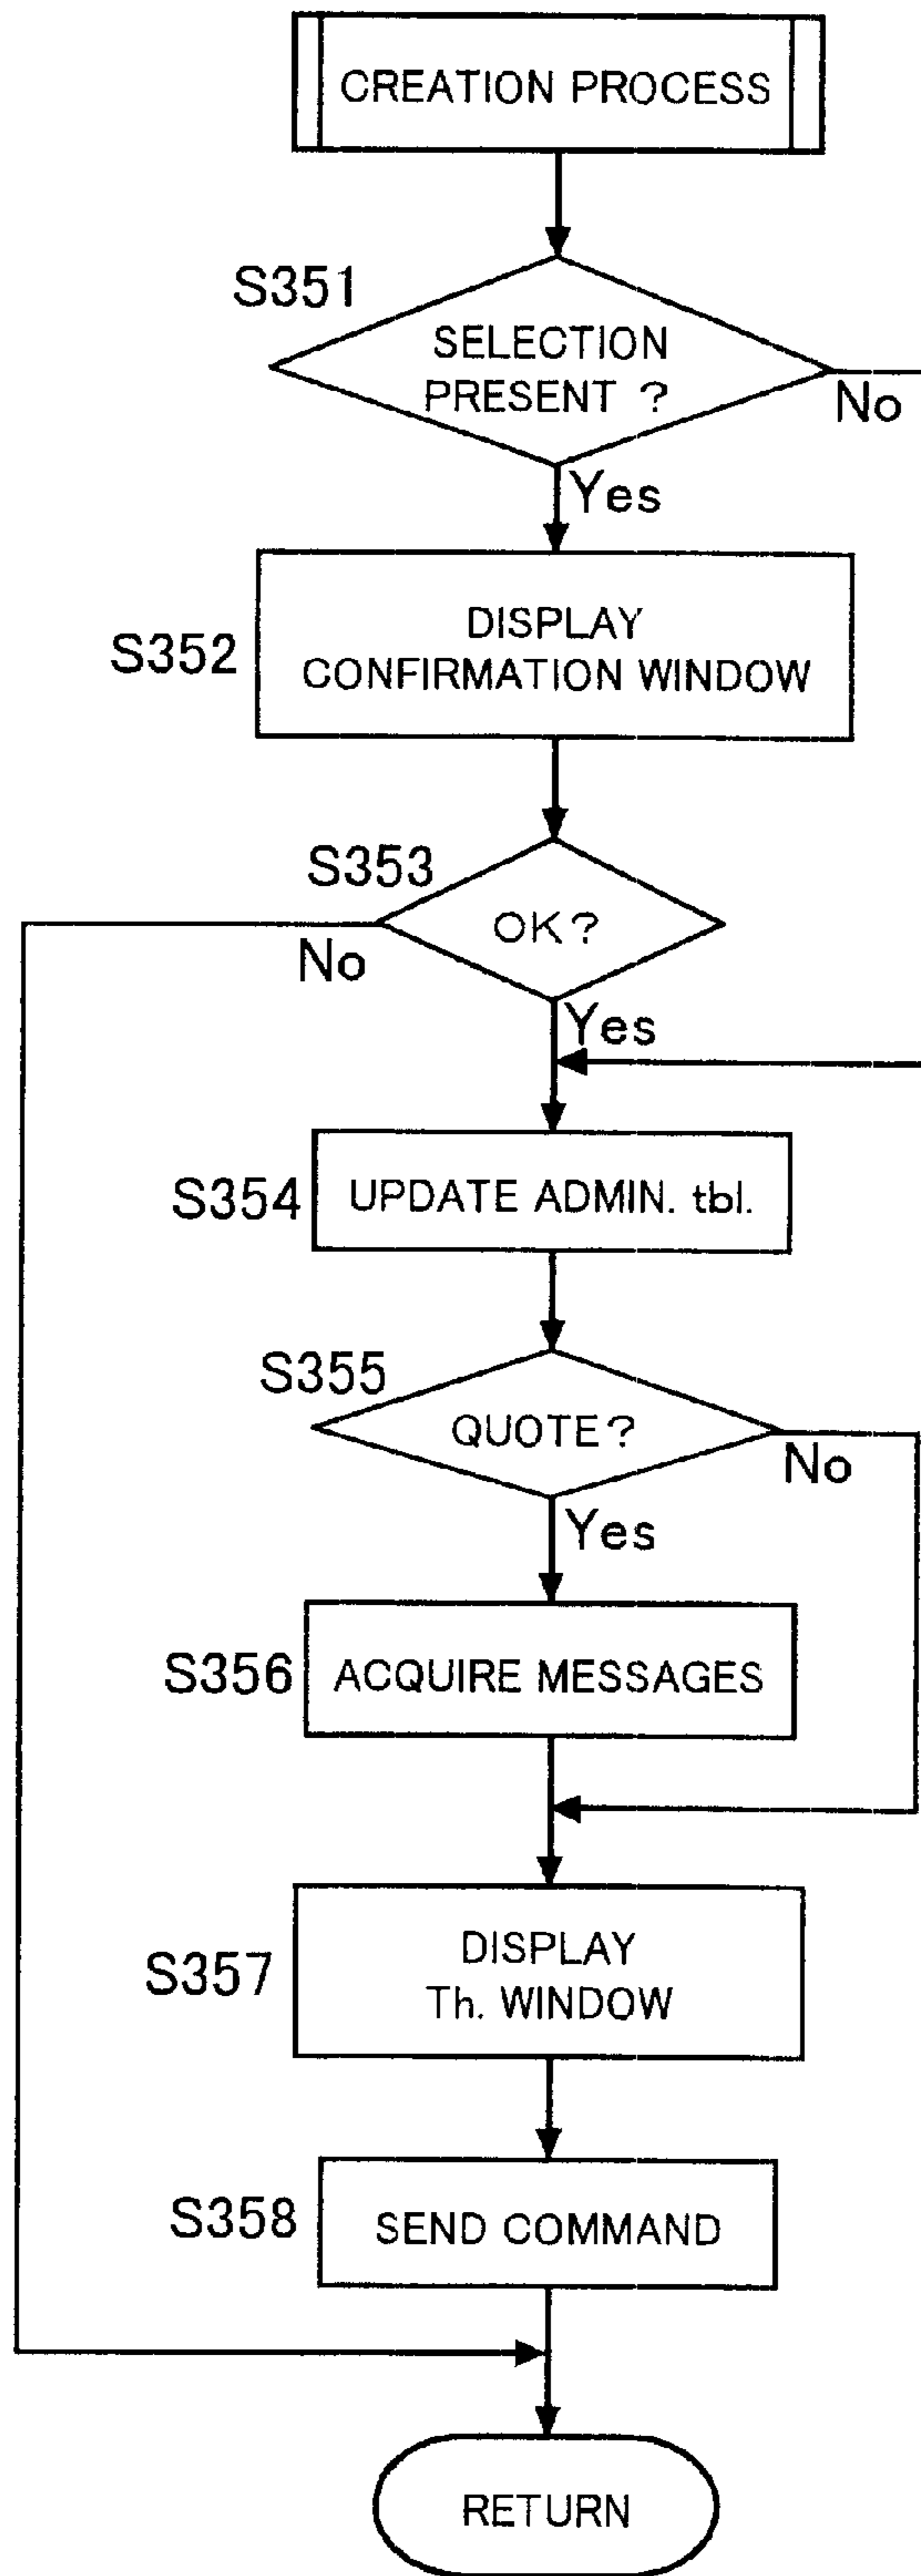 CREATION PROCESS
S351
SELECTION
PRESENT ?
No
Yes
S352
DISPLAY
CONFIRMATION WINDOW
S353
OK?
No
Yes
S354
UPDATE ADMIN. tbl.
S355
QUOTE?
No
Yes
S356
ACQUIRE MESSAGES
S357
DISPLAY
Th. WINDOW
S358
SEND COMMAND
RETURN